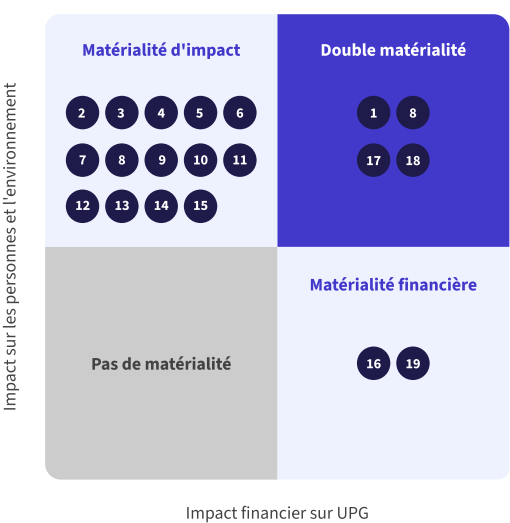 Matérialité d'impact
2 3 4 5 6
7 8 9 10 11
12 13 14 15
Double matérialité
1 8
17 18
Pas de matérialité
Matérialité financière
16 19
Impact sur les personnes et l'environnement
Impact financier sur UPG